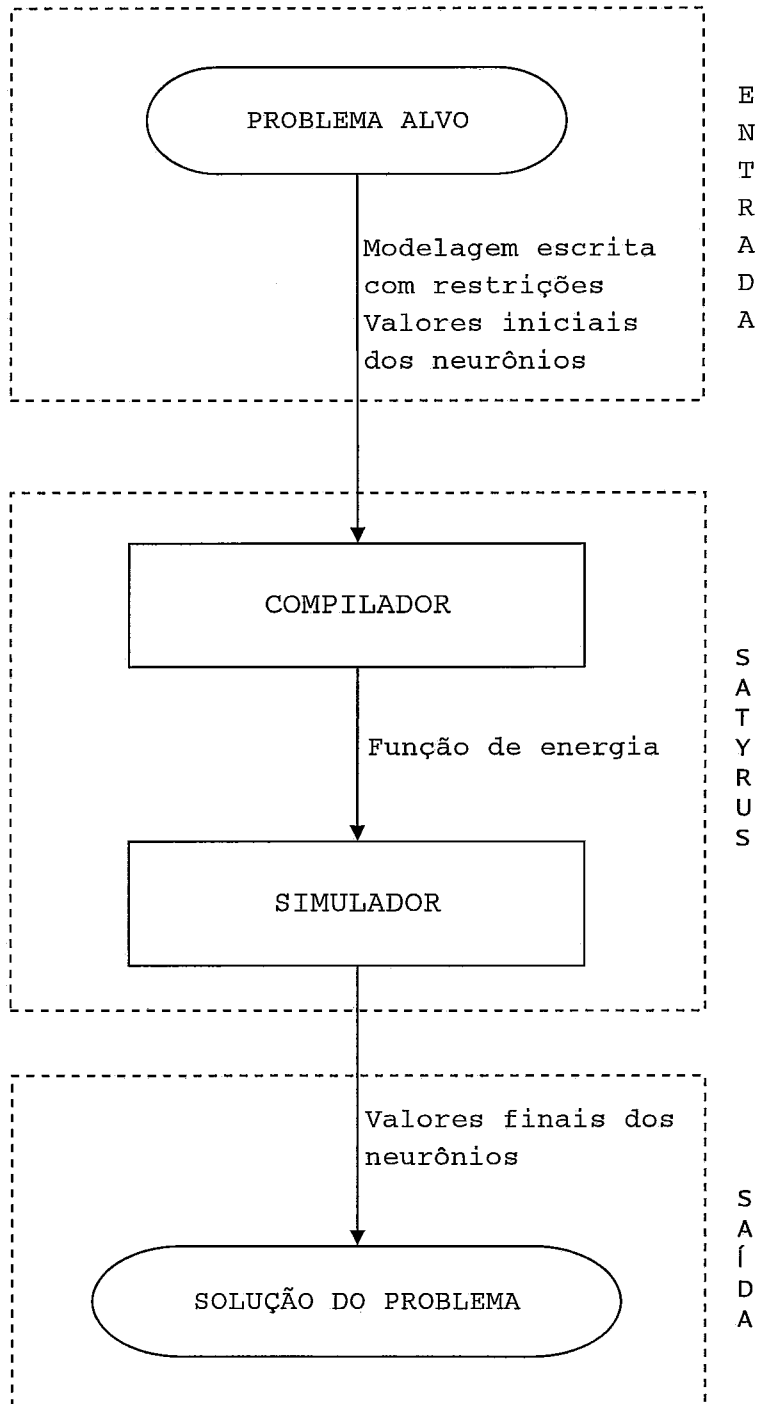 PROBLEMA ALVO
Modelagem escrita
com restrições
Valores iniciais
dos neurônios
ENTRADA
COMPILADOR
Função de energia
SIMULADOR
SATYRUS
Valores finais dos
neurônios
SOLUÇÃO DO PROBLEMA
SAÍDA